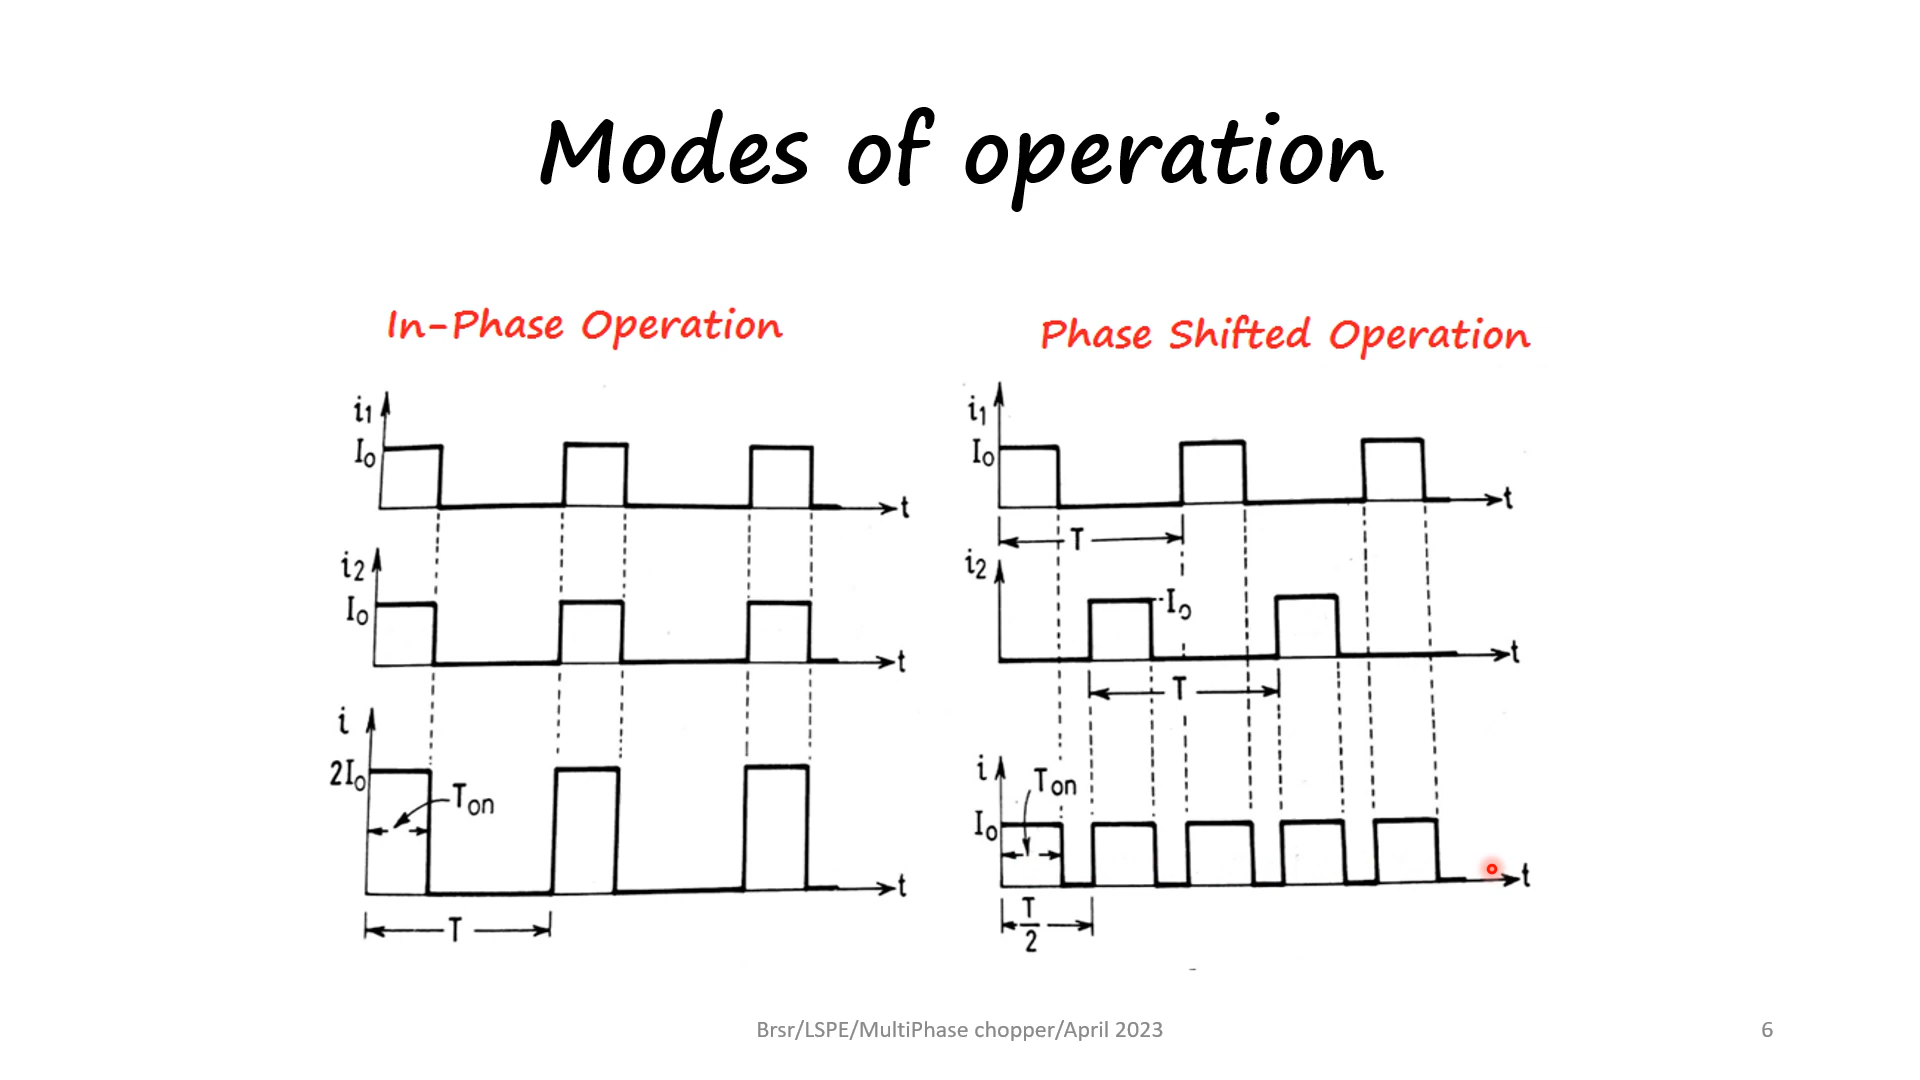 Modes of operation
In-Phase Operation
i1
I0
t
i2
I0
t
i
2I0
Ton
t
T
Phase Shifted Operation
i1
I0
t
T
i2
I0
t
T
i
Ton
I0
t
T
2
Brsr/LSPE/MultiPhase chopper/April 2023
6